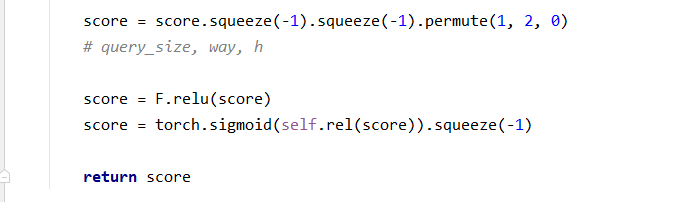 score = score.squeeze(-1).squeeze(-1).permute(1, 2, 0)
# query_size, way, h
score = F.relu(score)
score = torch.sigmoid(self.rel(score)).squeeze(-1)
return score